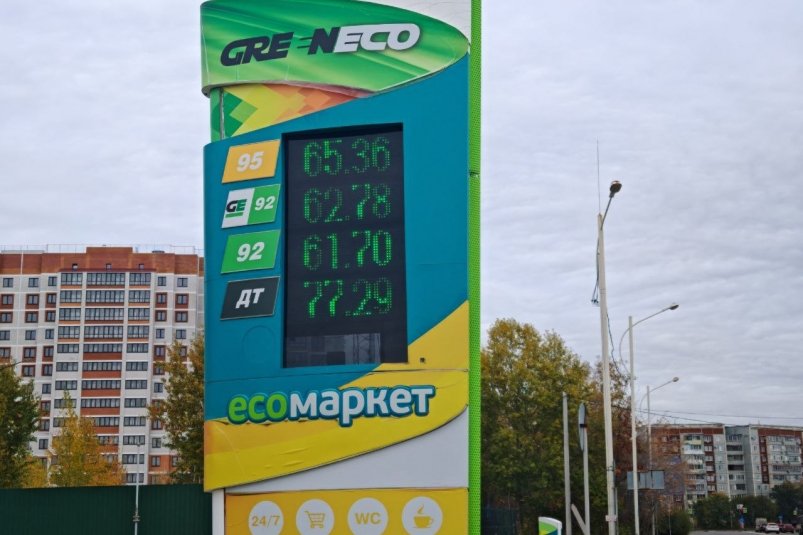 GREENECO
95 65.36
GE 92 62.78
92 61.70
ДТ 77.29
ecoмаркет
24/7 WC